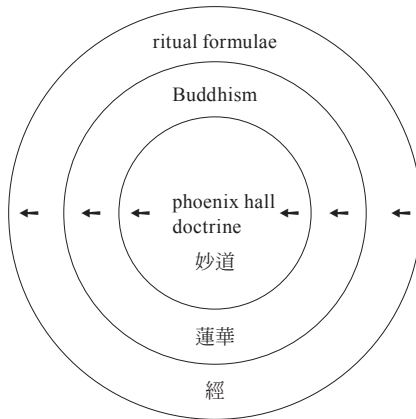 ritual formulae
Buddhism
phoenix hall
doctrine
妙道
蓮華
經